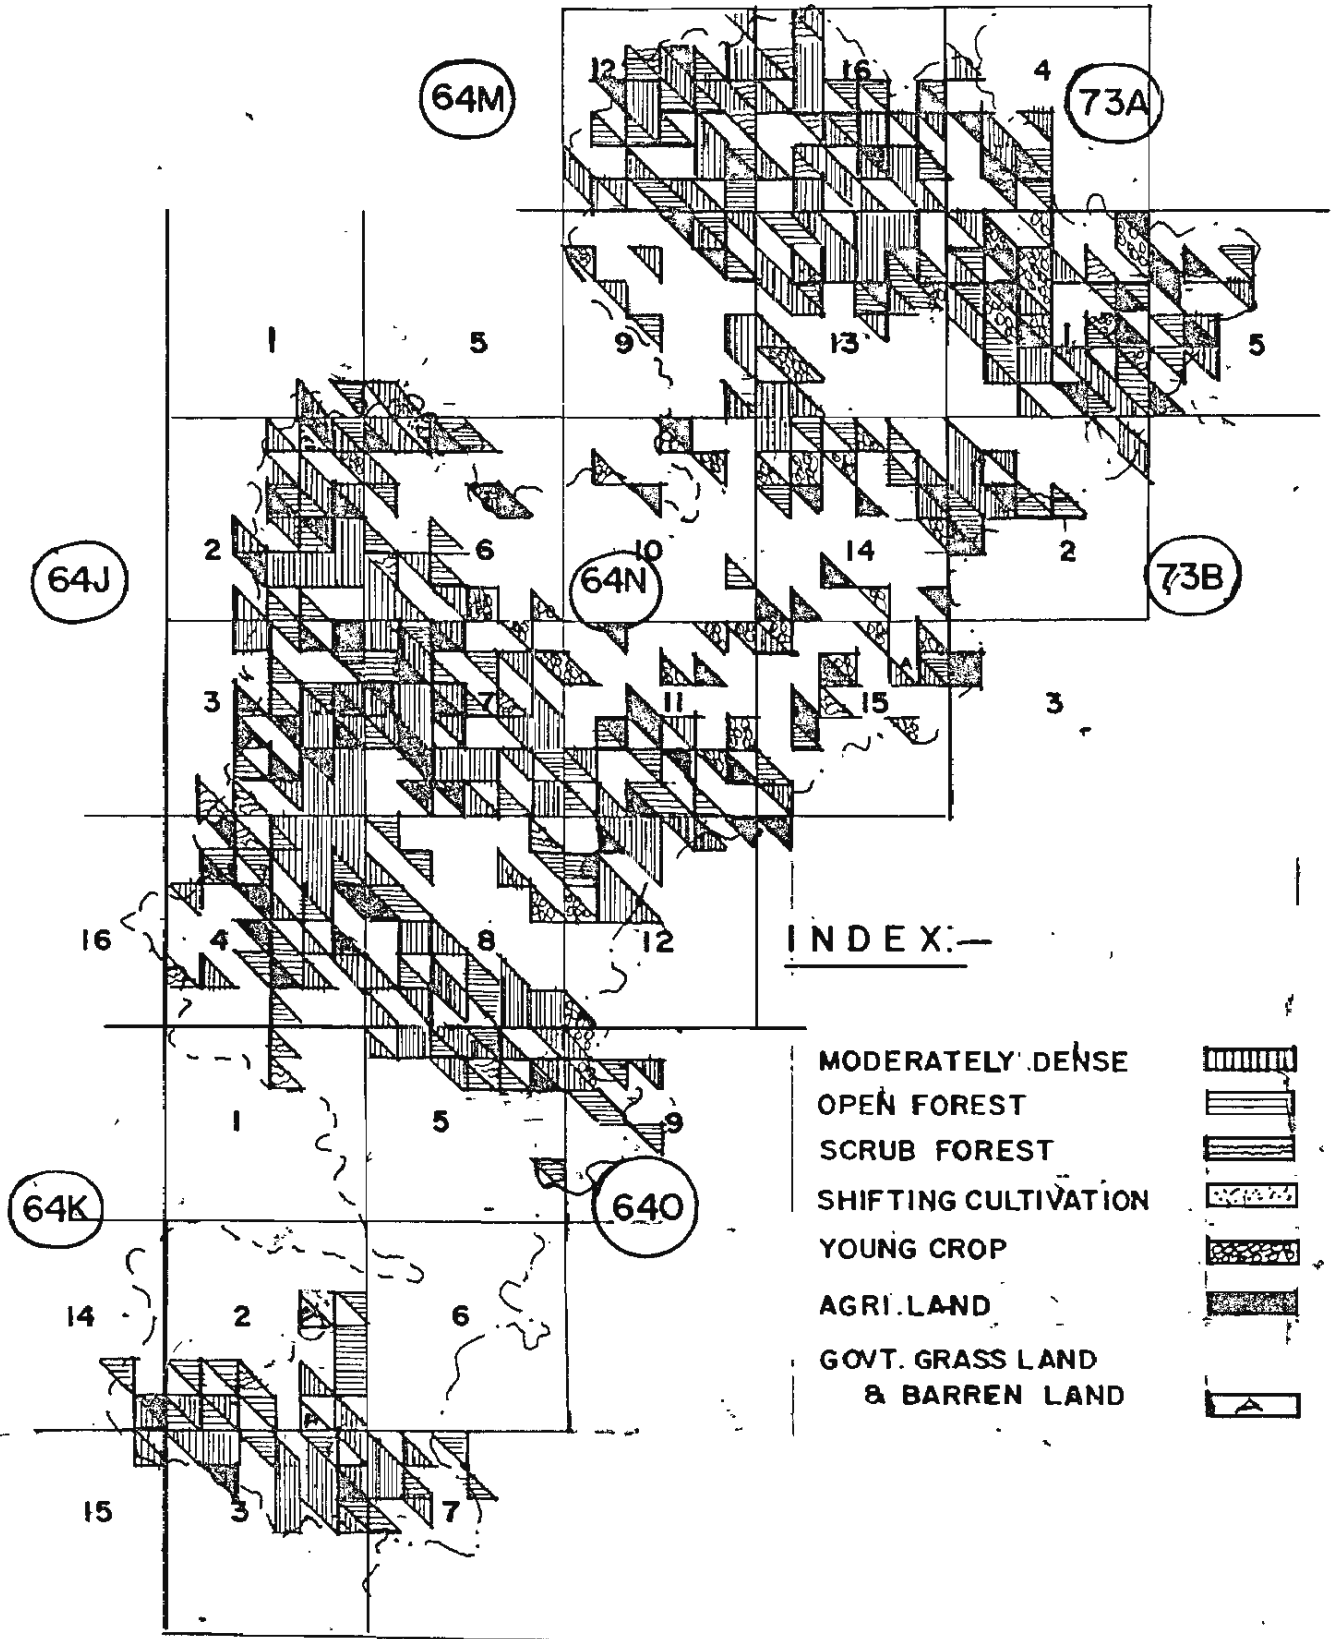 12
16
4
64M
73A
1
5
9
13
1
5
2
6
10
14
2
64J
64N
73B
3
7
11
15
3
A
16
4
8
12
INDEX:—
MODERATELY DENSE
OPEN FOREST
SCRUB FOREST
SHIFTING CULTIVATION
YOUNG CROP
AGRI. LAND
GOVT. GRASS LAND
& BARREN LAND
A
1
5
9
64K
64O
14
2
6
15
3
7